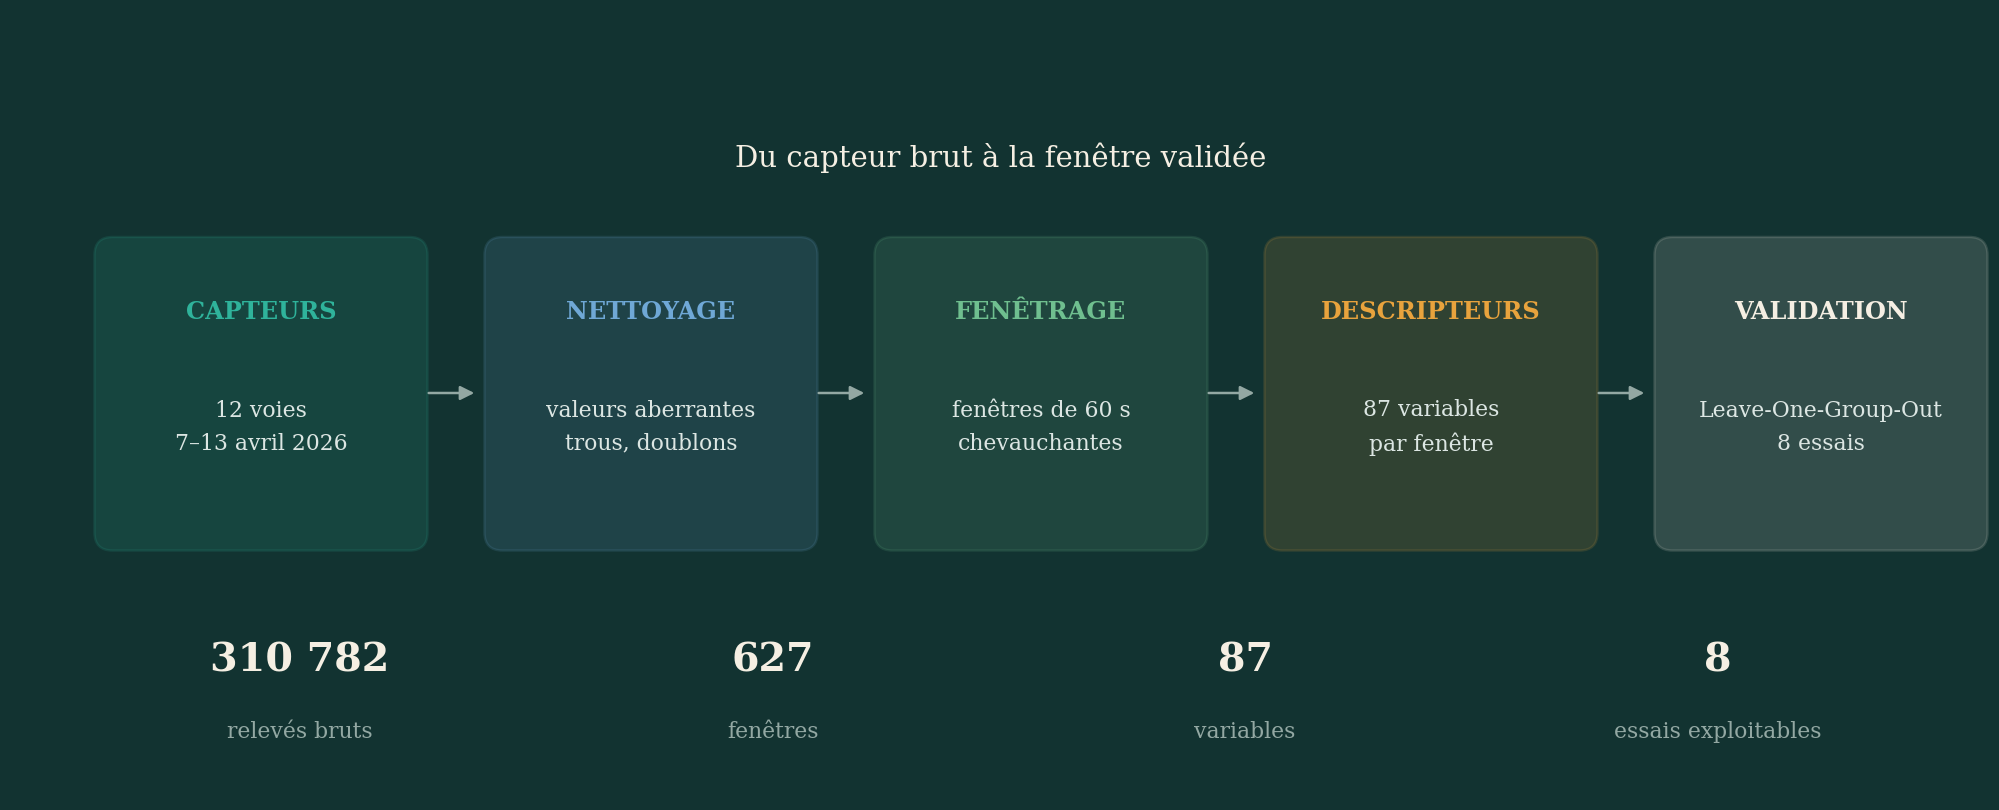 Du capteur brut à la fenêtre validée
CAPTEURS
12 voies
7–13 avril 2026
NETTOYAGE
valeurs aberrantes
trous, doublons
FENÊTRAGE
fenêtres de 60 s
chevauchantes
DESCRIPTEURS
87 variables
par fenêtre
VALIDATION
Leave-One-Group-Out
8 essais
310 782
relevés bruts
627
fenêtres
87
variables
8
essais exploitables